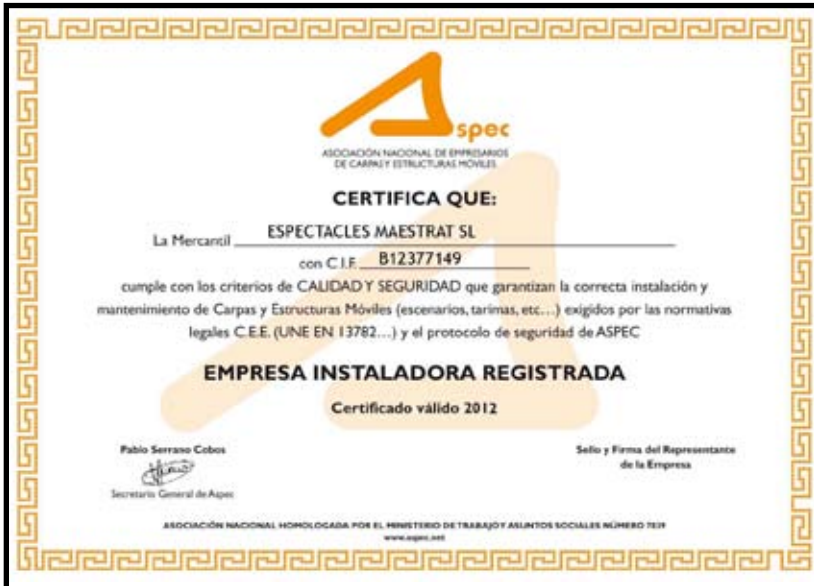 Aspec
ASOCIACIÓN NACIONAL DE EMPRESARIOS
DE CARPAS Y ESTRUCTURAS MÓVILES
CERTIFICA QUE:
La Mercantil ESPECTACLES MAESTRAT SL
con C.I.F. B12377149
cumple con los criterios de CALIDAD Y SEGURIDAD que garantizan la correcta instalación y
mantenimiento de Carpas y Estructuras Móviles (escenarios, tarimas, etc...) exigidos por las normativas
legales C.E.E. (UNE EN 13782...) y el protocolo de seguridad de ASPEC
EMPRESA INSTALADORA REGISTRADA
Certificado válido 2012
Pablo Serrano Cobos
Secretario General de Aspec
Sello y Firma del Representante
de la Empresa
ASOCIACIÓN NACIONAL HOMOLOGADA POR EL MINISTERIO DE TRABAJO Y ASUNTOS SOCIALES NÚMERO
www.aspec.net